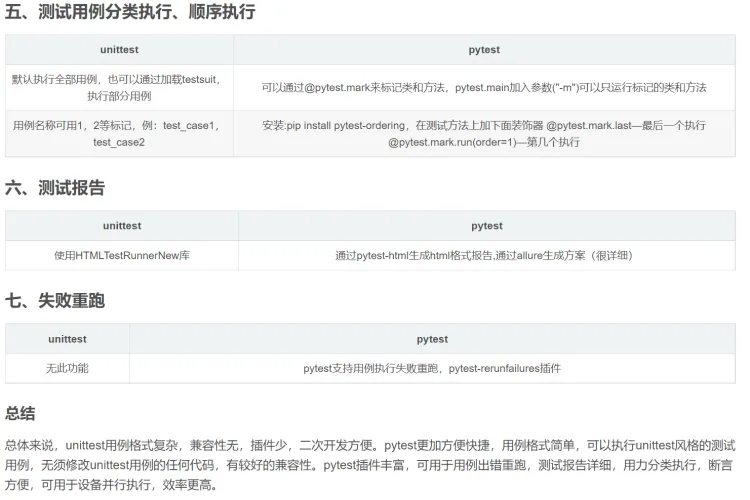 五、测试用例分类执行、顺序执行
unittest
pytest
默认执行全部用例，也可以通过加载testsuit，
执行部分用例
可以通过@pytest.mark来标记类和方法，pytest.main加入参数("-m")可以只运行标记的类和方法
用例名称可用1，2等标记，例：test_case1，
test_case2
安装:pip install pytest-ordering，在测试方法上加下面装饰器 @pytest.mark.last—最后一个执行
@pytest.mark.run(order=1)—第几个执行
六、测试报告
unittest
pytest
使用HTMLTestRunnerNew库
通过pytest-html生成html格式报告,通过allure生成方案（很详细）
七、失败重跑
unittest
pytest
无此功能
pytest支持用例执行失败重跑，pytest-rerunfailures插件
总结
总体来说，unittest用例格式复杂，兼容性无，插件少，二次开发方便。pytest更加方便快捷，用例格式简单，可以执行unittest风格的测试
用例，无须修改unittest用例的任何代码，有较好的兼容性。pytest插件丰富，可用于用例出错重跑，测试报告详细，用力分类执行，断言
方便，可用于设备并行执行，效率更高。